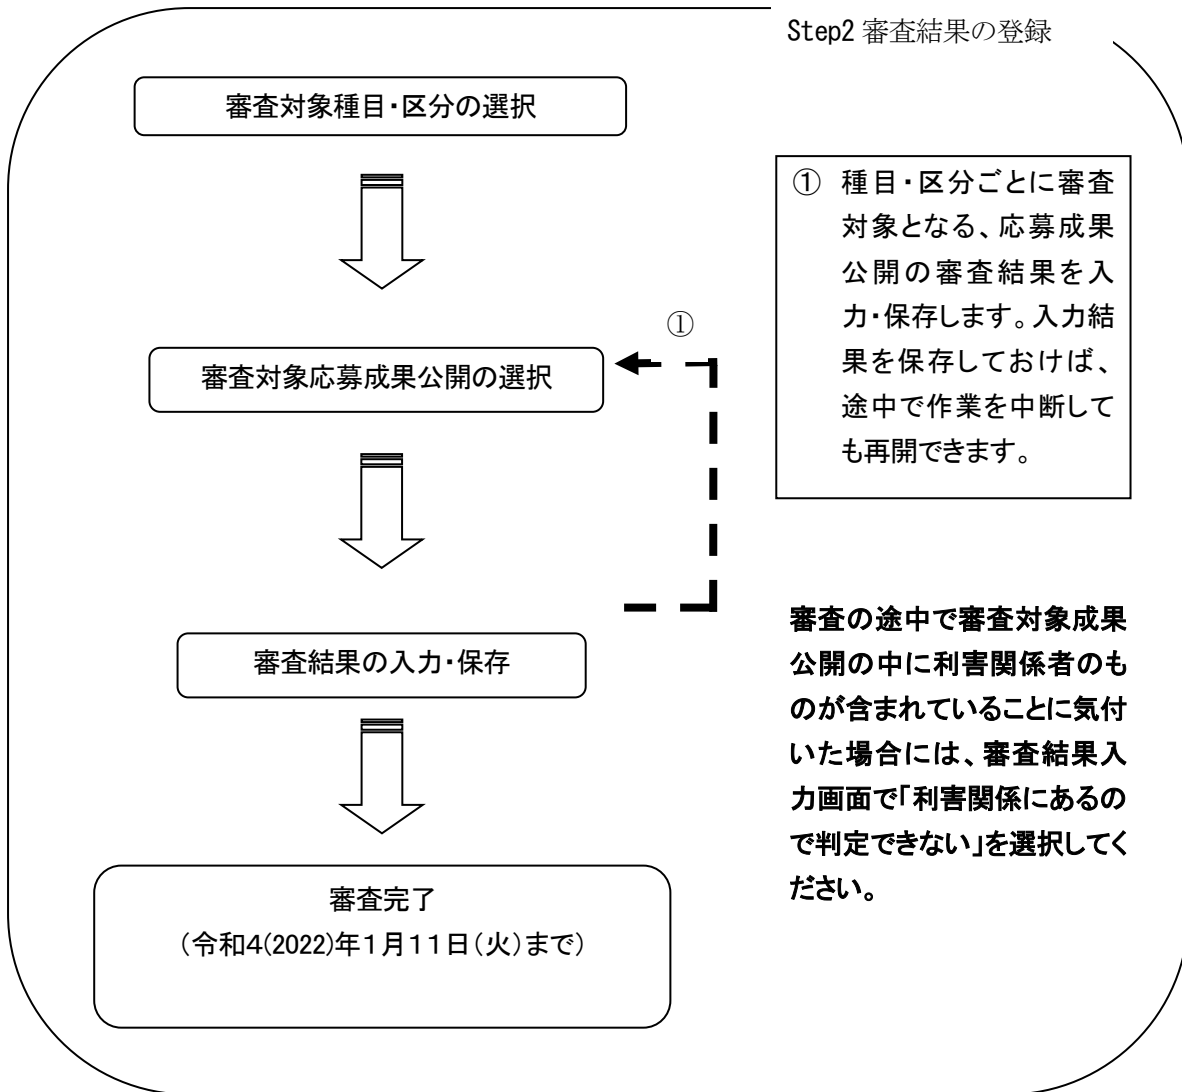 Step2 審査結果の登録
審査対象種目・区分の選択
① 種目・区分ごとに審査
対象となる、応募成果
公開の審査結果を入
力・保存します。入力結
果を保存しておけば、
途中で作業を中断して
も再開できます。
①
審査対象応募成果公開の選択
審査結果の入力・保存
審査の途中で審査対象成果
公開の中に利害関係者のも
のが含まれていることに気付
いた場合には、審査結果入
力画面で「利害関係にあるの
で判定できない」を選択してく
ださい。
審査完了
(令和4(2022)年1月11日(火)まで)